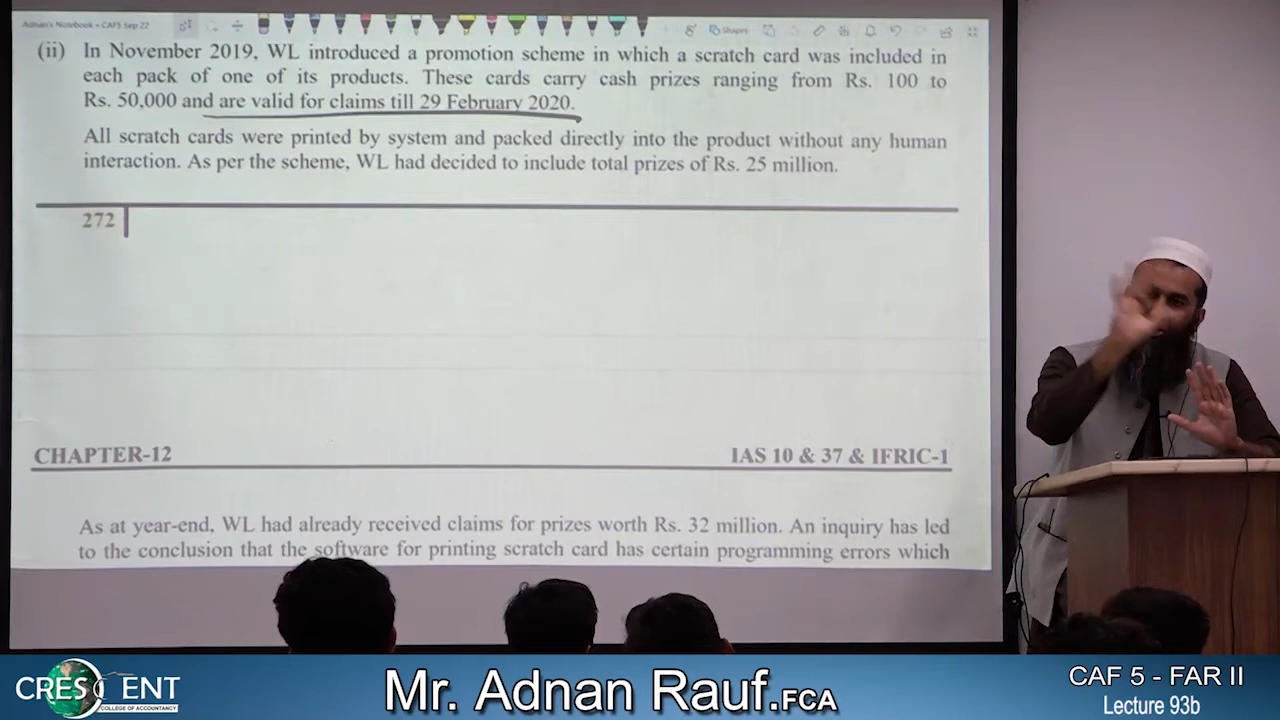 Adnan's Notebook - CAF5 Sep 22
Shapes
(ii) In November 2019, WL introduced a promotion scheme in which a scratch card was included in
each pack of one of its products. These cards carry cash prizes ranging from Rs. 100 to
Rs. 50,000 and are valid for claims till 29 February 2020.
All scratch cards were printed by system and packed directly into the product without any human
interaction. As per the scheme, WL had decided to include total prizes of Rs. 25 million.
272
CHAPTER-12 IAS 10 & 37 & IFRIC-1
As at year-end, WL had already received claims for prizes worth Rs. 32 million. An inquiry has led
to the conclusion that the software for printing scratch card has certain programming errors which
CRESCENT
COLLEGE OF ACCOUNTANCY
Mr. Adnan Rauf.FCA
CAF 5 - FAR II
Lecture 93b